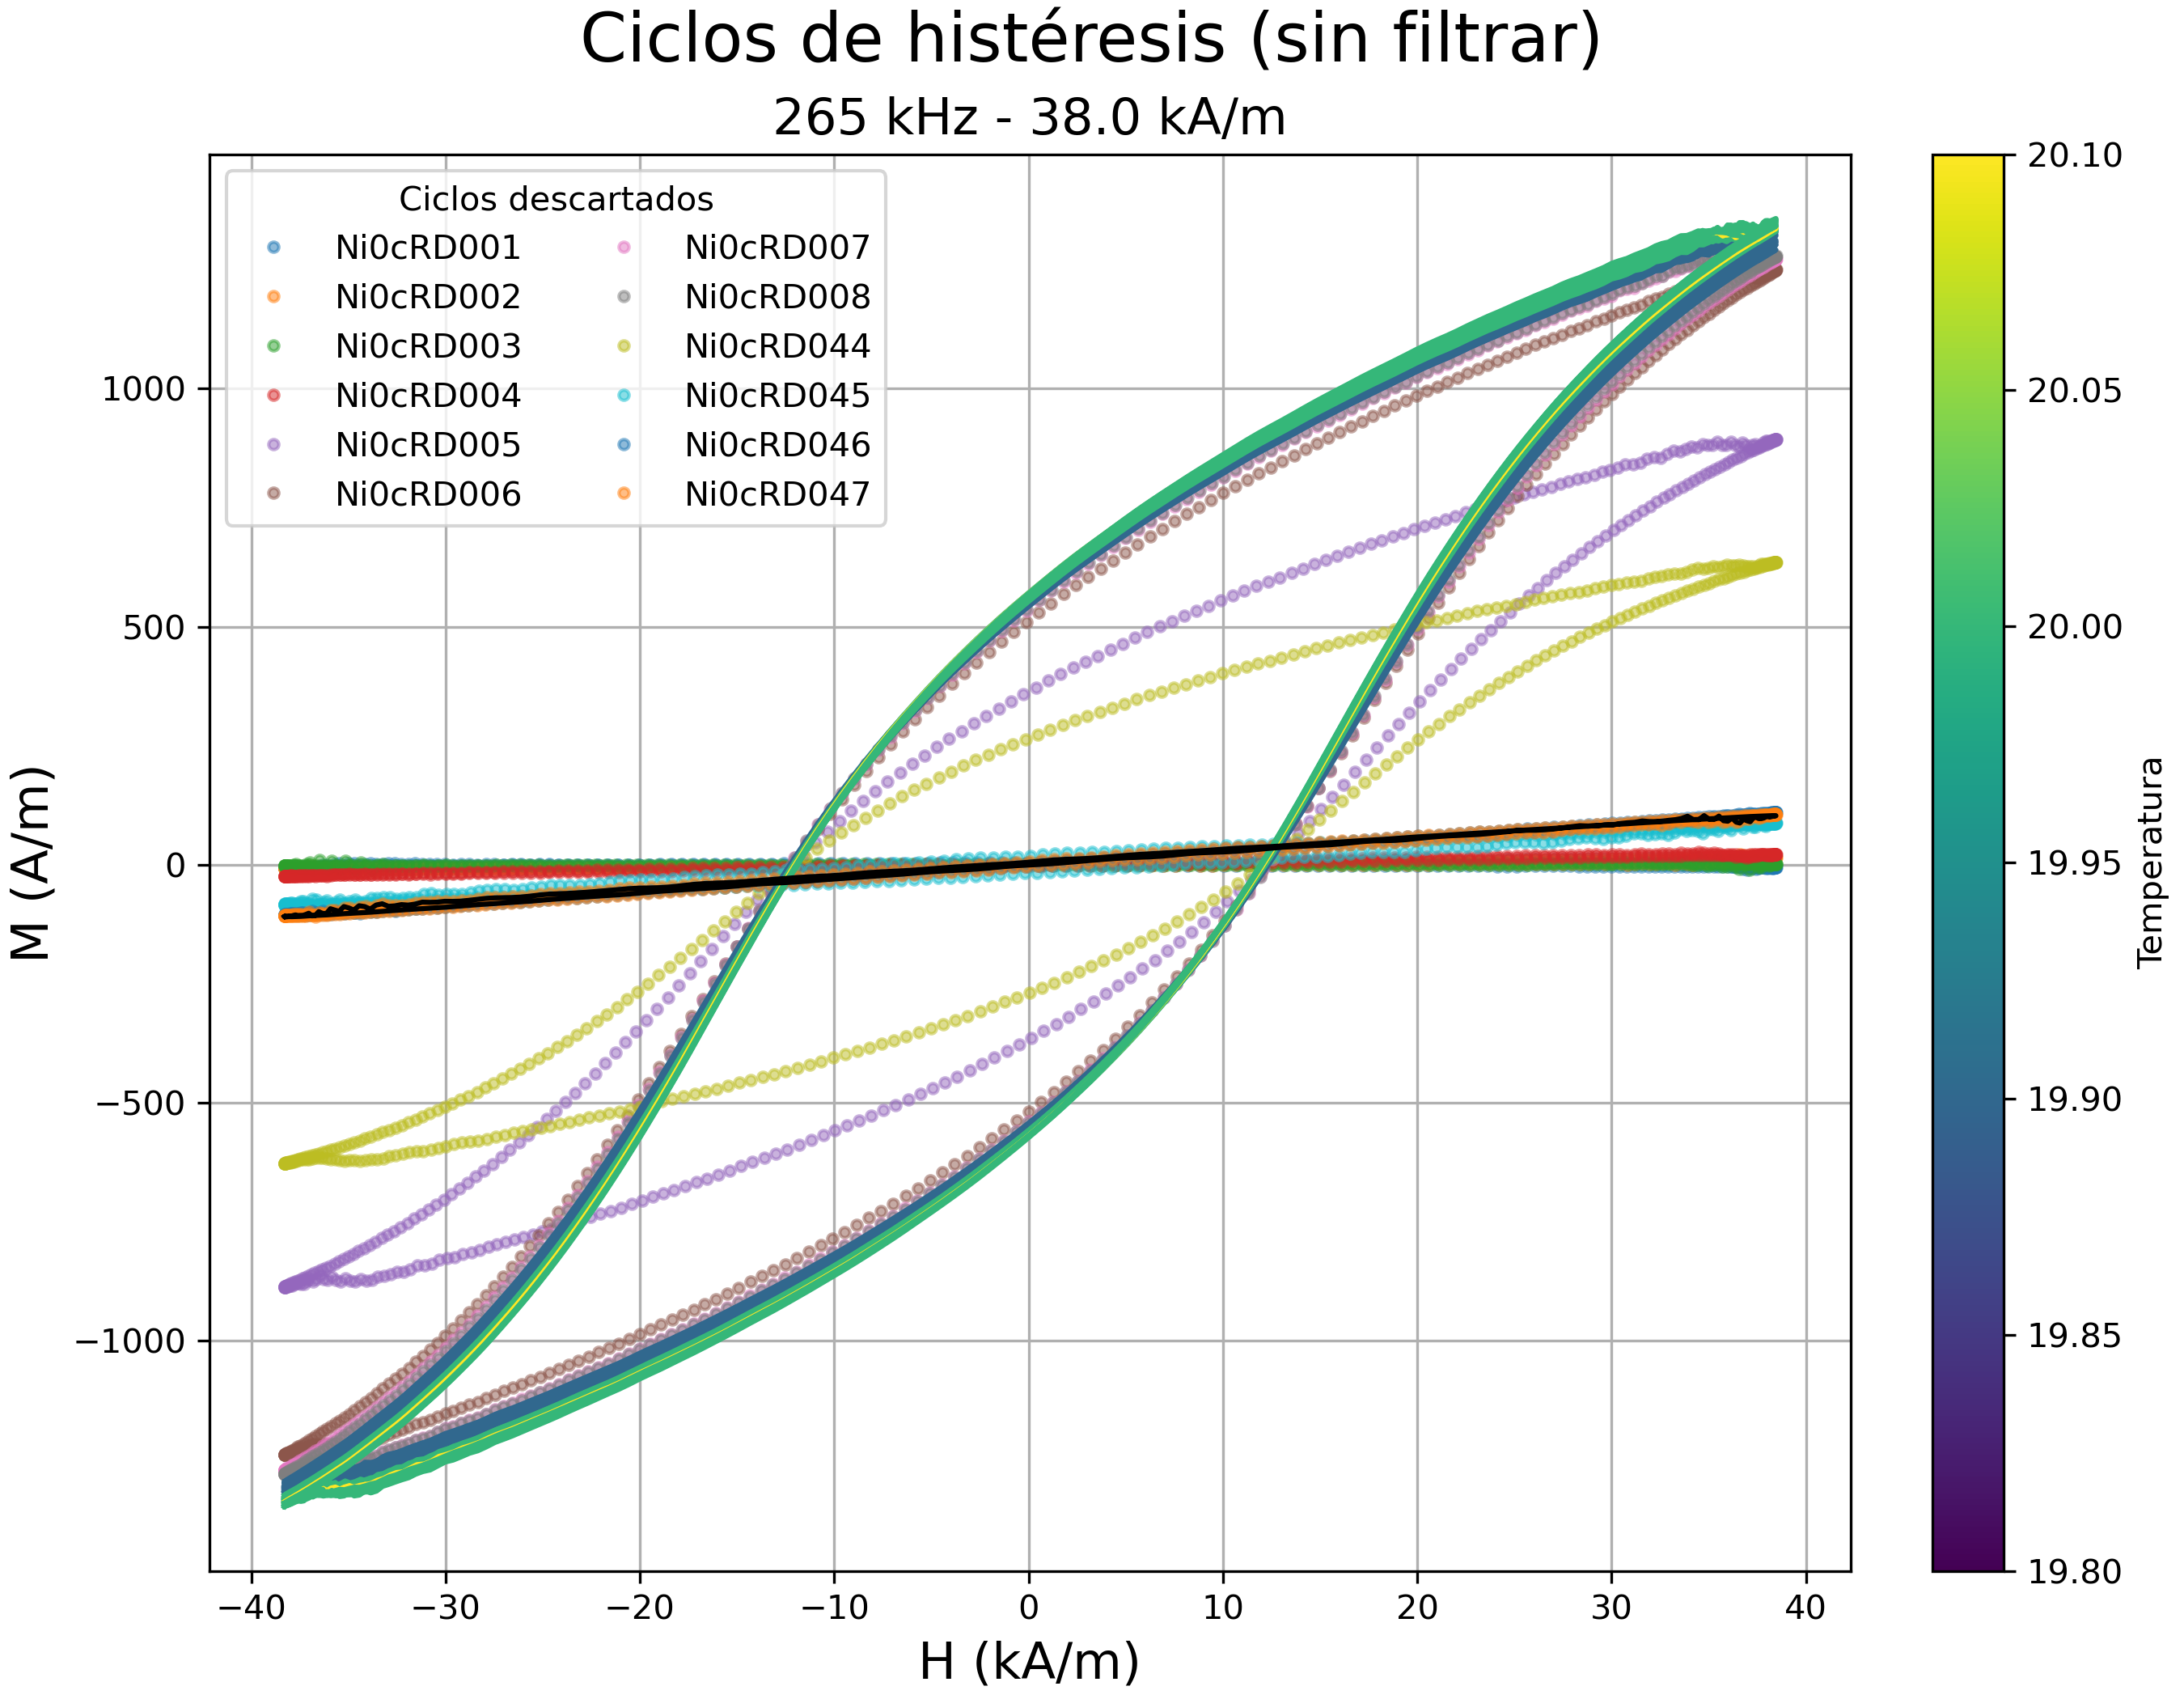 Ciclos de histéresis (sin filtrar)
265 kHz - 38.0 kA/m
Ciclos descartados
Ni0cRD001
Ni0cRD002
Ni0cRD003
Ni0cRD004
Ni0cRD005
Ni0cRD006
Ni0cRD007
Ni0cRD008
Ni0cRD044
Ni0cRD045
Ni0cRD046
Ni0cRD047
M (A/m)
1000
500
0
−500
−1000
−40
−30
−20
−10
0
10
20
30
40
H (kA/m)
20.10
20.05
20.00
19.95
19.90
19.85
19.80
Temperatura